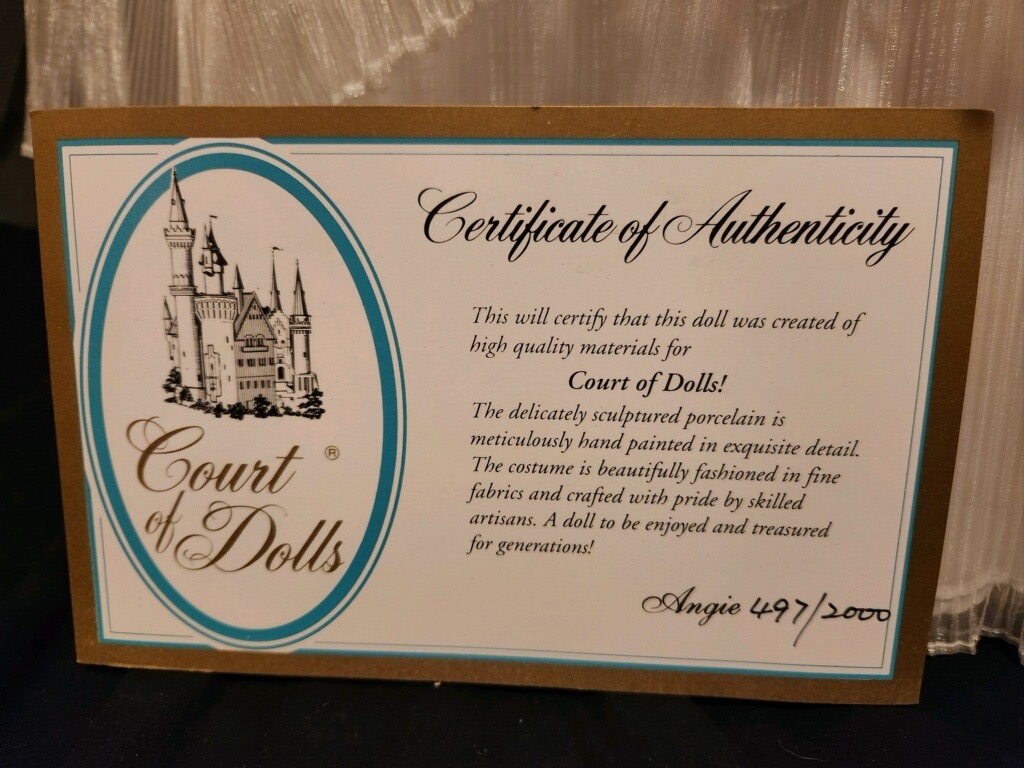 Court ®
of Dolls
Certificate of Authenticity
This will certify that this doll was created of
high quality materials for
Court of Dolls!
The delicately sculptured porcelain is
meticulously hand painted in exquisite detail.
The costume is beautifully fashioned in fine
fabrics and crafted with pride by skilled
artisans. A doll to be enjoyed and treasured
for generations!
Angie 497/2000